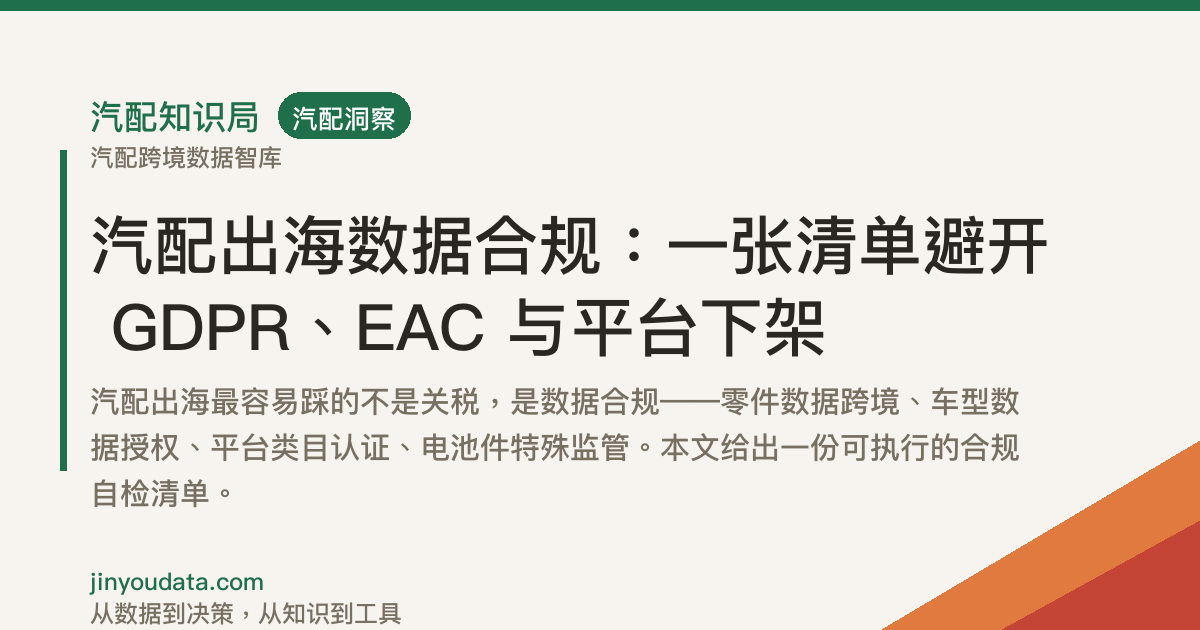 汽配知识局 汽配洞察
汽配跨境数据智库
汽配出海数据合规：一张清单避开
GDPR、EAC 与平台下架
汽配出海最容易踩的不是关税，是数据合规——零件数据跨境、车型数
据授权、平台类目认证、电池件特殊监管。本文给出一份可执行的合规
自检清单。
jinyoudata.com
从数据到决策，从知识到工具